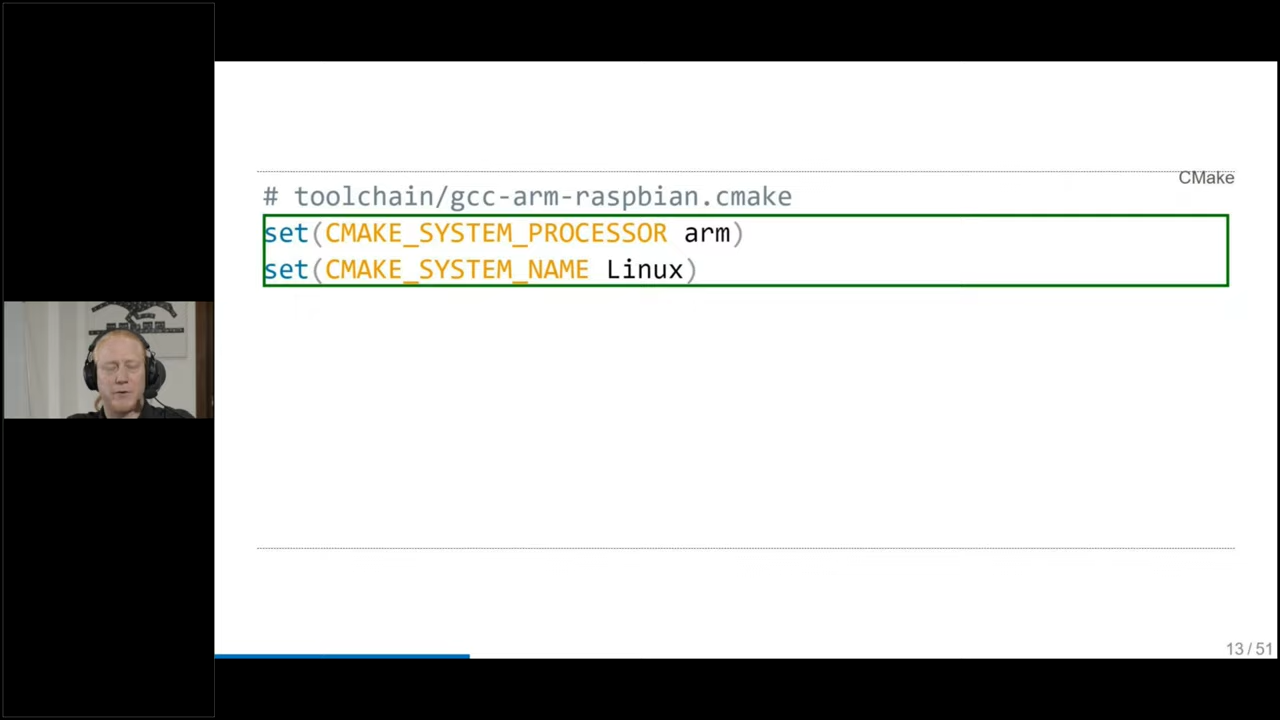 CMake
# toolchain/gcc-arm-raspbian.cmake
set(CMAKE_SYSTEM_PROCESSOR arm)
set(CMAKE_SYSTEM_NAME Linux)
13 / 51